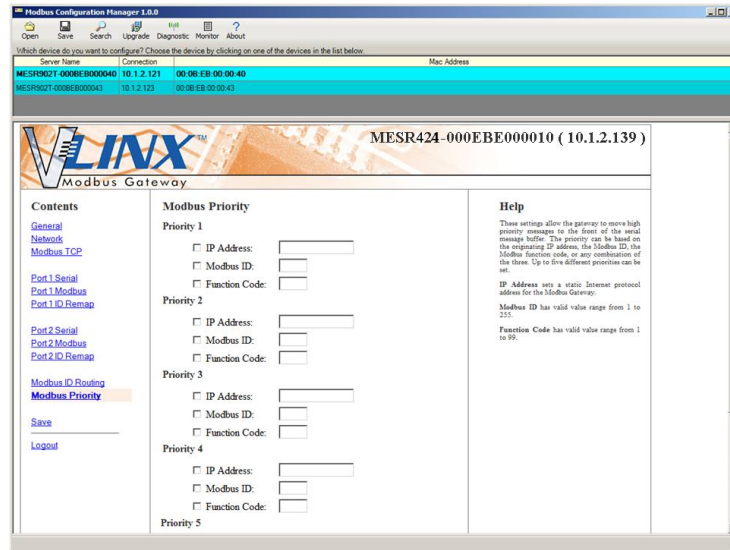 Modbus Configuration Manager 1.0.0
Open Save Search Upgrade Diagnostic Monitor About
Which device do you want to configure? Choose the device by clicking on one of the devices in the list below.
Server Name Connection Mac Address
MESR902T-000BEB000040 10.1.2.121 00:0B:EB:00:00:40
MESR902T-000BEB000043 10.1.2.123 00:0B:EB:00:00:43
VLINX TM
Modbus Gateway
MESR424-000EBE000010 ( 10.1.2.139 )
Contents
General
Network
Modbus TCP
Port 1 Serial
Port 1 Modbus
Port 1 ID Remap
Port 2 Serial
Port 2 Modbus
Port 2 ID Remap
Modbus ID Routing
Modbus Priority
Save
Logout
Modbus Priority
Priority 1
IP Address:
Modbus ID:
Function Code:
Priority 2
IP Address:
Modbus ID:
Function Code:
Priority 3
IP Address:
Modbus ID:
Function Code:
Priority 4
IP Address:
Modbus ID:
Function Code:
Priority 5
Help
These settings allow the gateway to move high
priority messages to the front of the serial
message buffer. The priority can be based on
the originating IP address, the Modbus ID, the
Modbus function code, or any combination of
the three. Up to five different priorities can be
set.
IP Address sets a static Internet protocol
address for the Modbus Gateway.
Modbus ID has valid value range from 1 to
255.
Function Code has valid value range from 1
to 99.